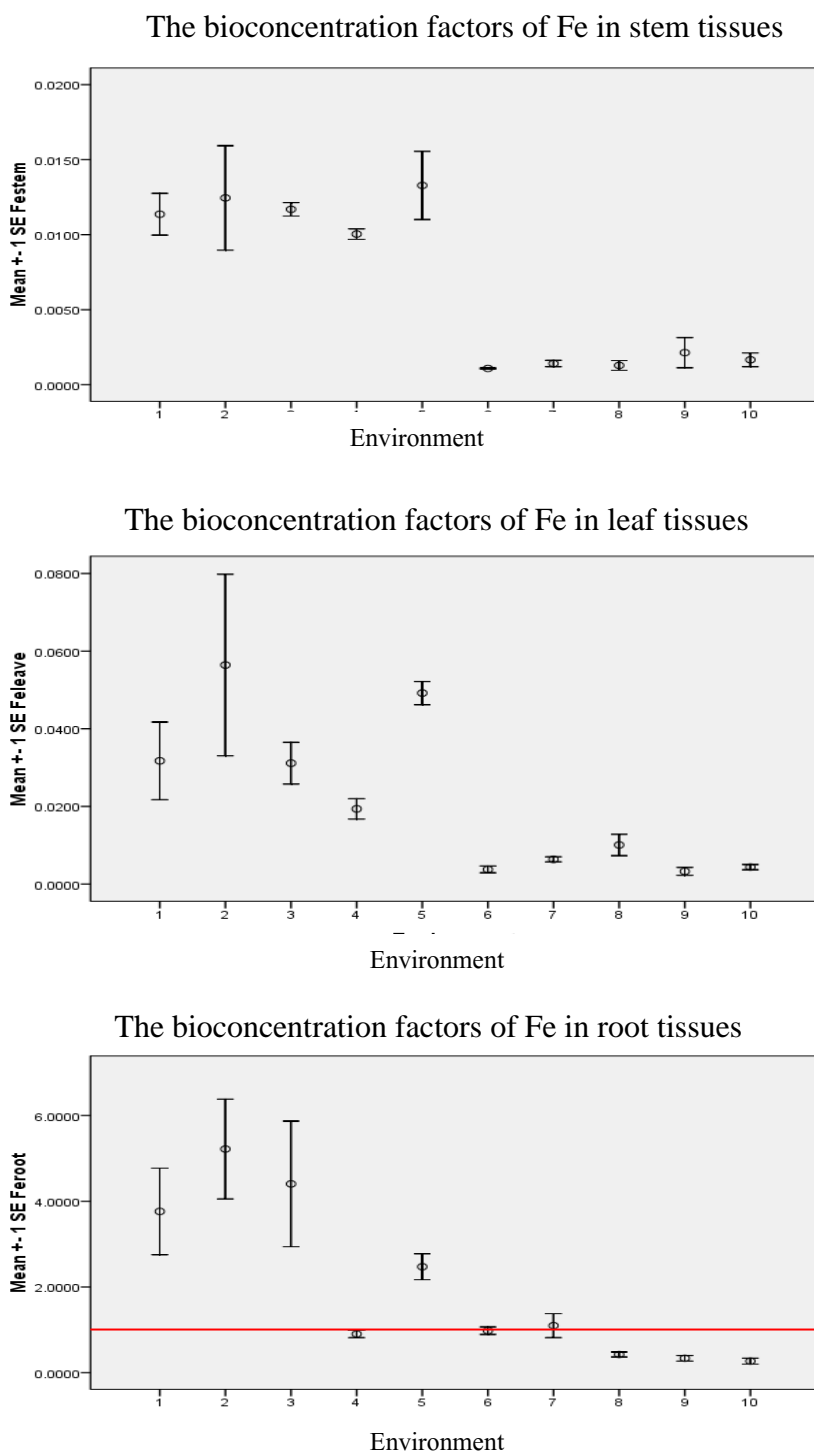 The bioconcentration factors of Fe in stem tissues
Mean +- 1 SE Festem
0.0200
0.0150
0.0100
0.0050
0.0000
1 2 8 9 10
Environment
The bioconcentration factors of Fe in leaf tissues
Mean +- 1 SE Feleave
0.0800
0.0600
0.0400
0.0200
0.0000
1 2 3 4 5 6 7 8 9 10
Environment
The bioconcentration factors of Fe in root tissues
Mean +- 1 SE Feroot
6.0000
4.0000
2.0000
0.0000
1 2 3 4 5 6 7 8 9 10
Environment